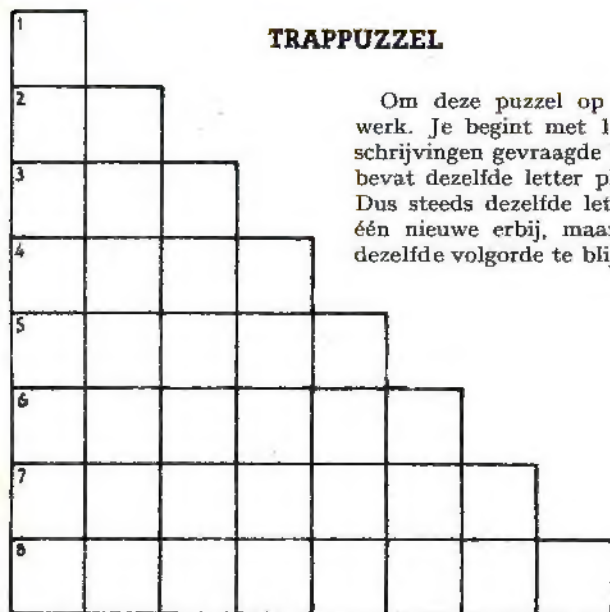 TRAPPUZZEL
Om deze puzzel op
werk. Je begint met
schrijvingen gevraagde
bevat dezelfde letter
Dus steeds dezelfde
één nieuwe erbij,
dezelfde volgorde te
1
2
3
4
5
6
7
8